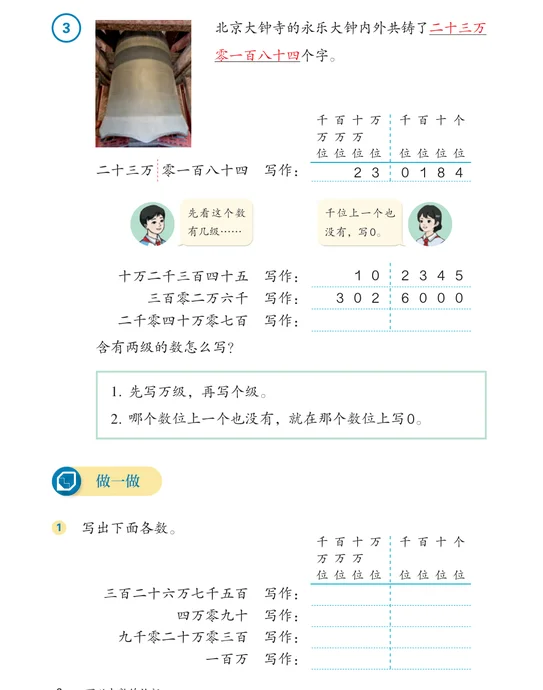 3
北京大钟寺的永乐大钟内外共铸了二十三万
零一百八十四个字。
千 百 十 万 千 百 十 个
万 万 万
位 位 位 位 位 位 位 位
二十三万 零一百八十四 写作： 2 3 0 1 8 4
先看这个数
有几级……
千位上一个也
没有，写0。
十万二千三百四十五 写作： 1 0 2 3 4 5
三百零二万六千 写作： 3 0 2 6 0 0 0
二千零四十万零七百 写作：
含有两级的数怎么写？
1. 先写万级，再写个级。
2. 哪个数位上一个也没有，就在那个数位上写0。
做一做
1 写出下面各数。
千 百 十 万 千 百 十 个
万 万 万
位 位 位 位 位 位 位 位
三百二十六万七千五百 写作：
四万零九十 写作：
九千零二十万零三百 写作：
一百万 写作：